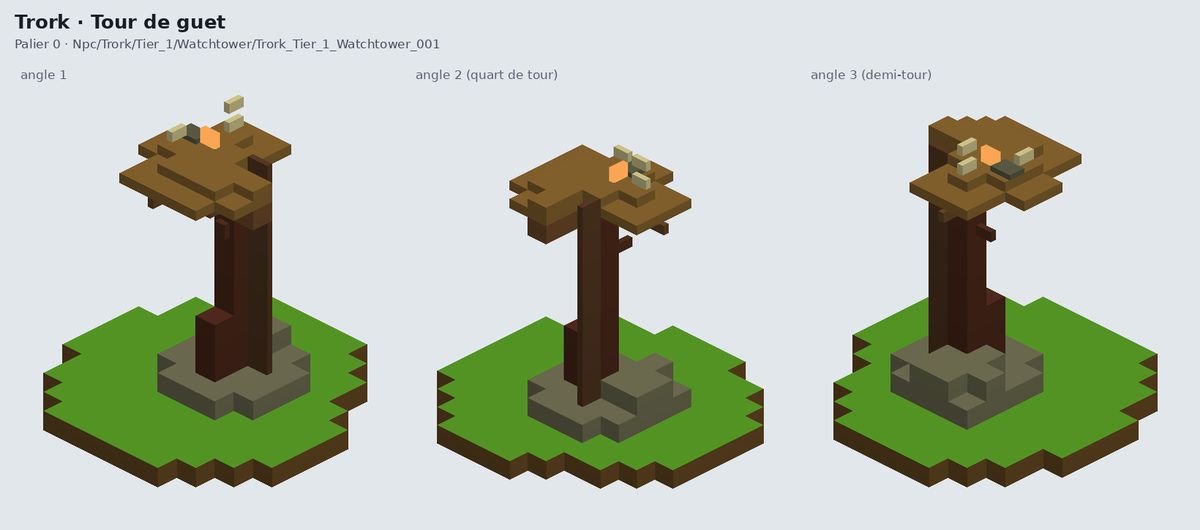 Trork · Tour de guet
Palier 0 · Npc/Trork/Tier_1/Watchtower/Trork_Tier_1_Watchtower_001
angle 1
angle 2 (quart de tour)
angle 3 (demi-tour)